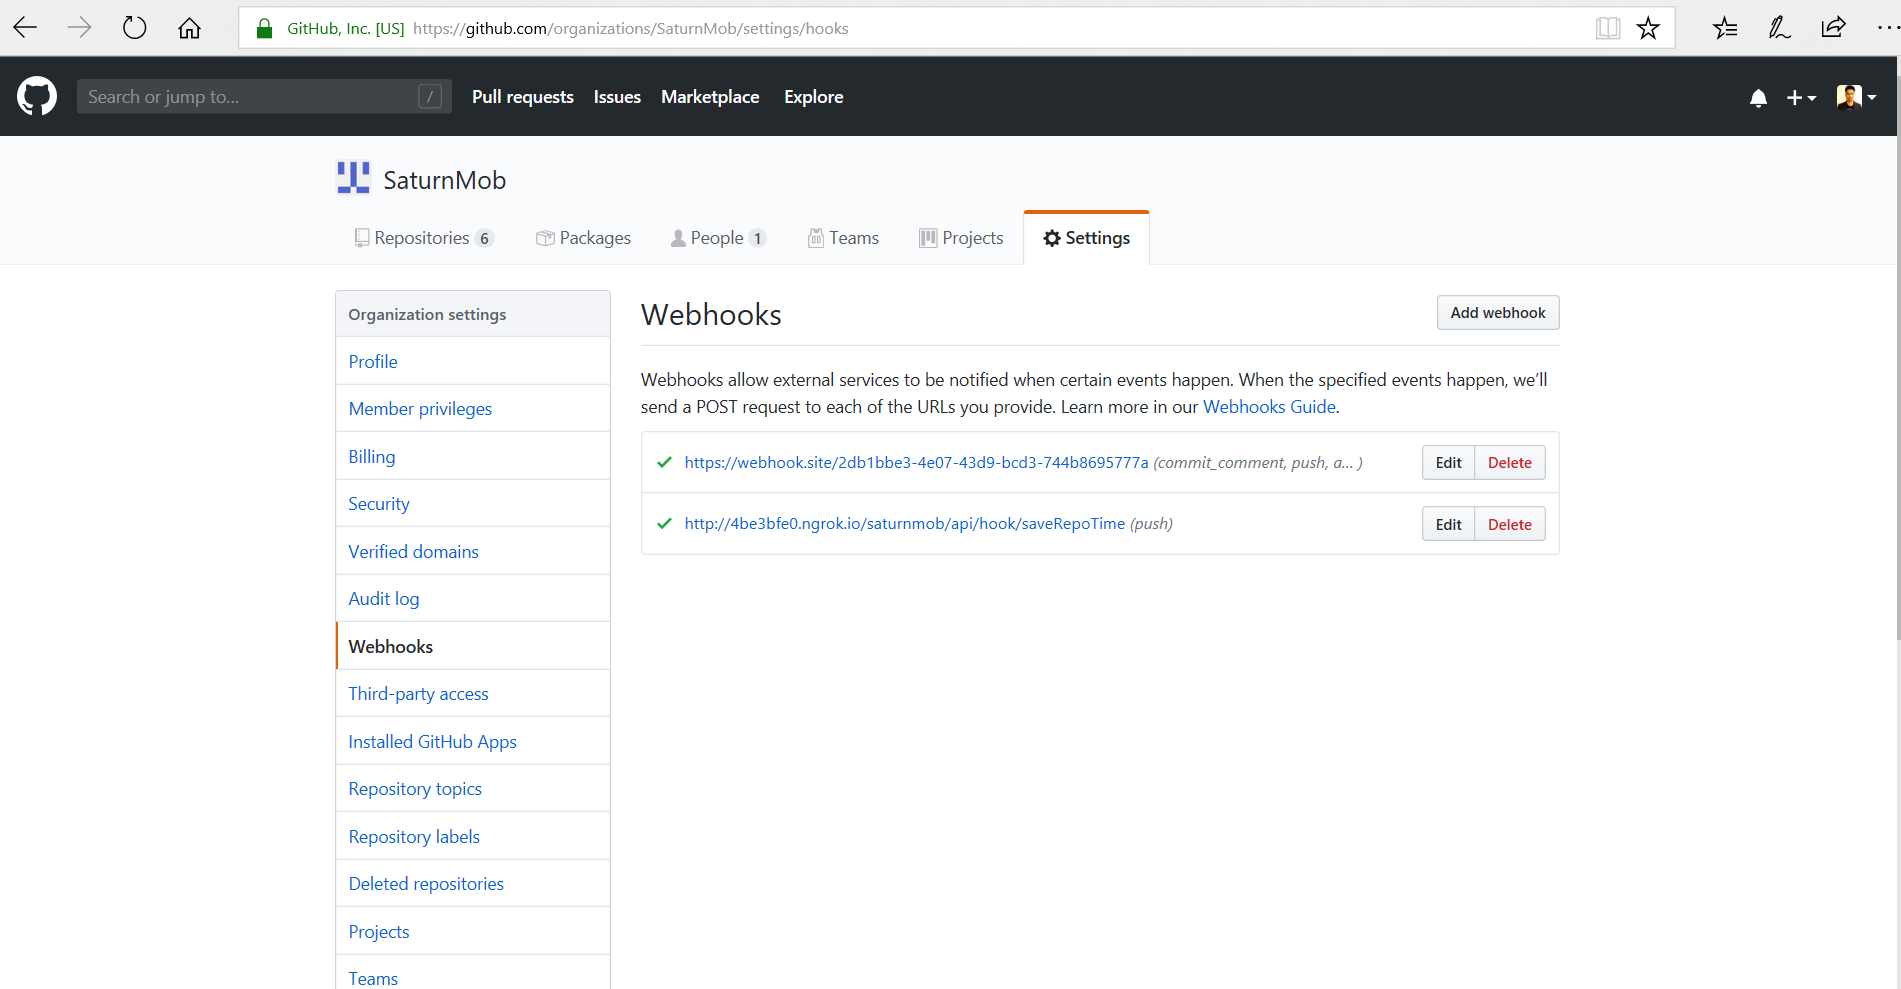 GitHub, Inc. [US] https://github.com/organizations/SaturnMob/settings/hooks
Search or jump to... / Pull requests Issues Marketplace Explore
SaturnMob
Repositories 6 Packages People 1 Teams Projects Settings
Organization settings
Profile
Member privileges
Billing
Security
Verified domains
Audit log
Webhooks
Third-party access
Installed GitHub Apps
Repository topics
Repository labels
Deleted repositories
Projects
Teams
Webhooks Add webhook
Webhooks allow external services to be notified when certain events happen. When the specified events happen, we’ll
send a POST request to each of the URLs you provide. Learn more in our Webhooks Guide.
https://webhook.site/2db1bbe3-4e07-43d9-bcd3-744b8695777a (commit_comment, push, a... ) Edit Delete
http://4be3bfe0.ngrok.io/saturnmob/api/hook/saveRepoTime (push) Edit Delete